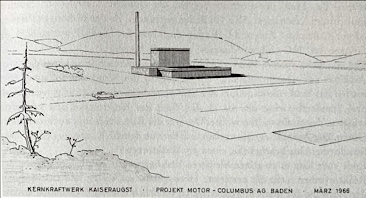 KERNKRAFTWERK KAISERAUGST · PROJEKT MOTOR - COLUMBUS AG BADEN · MÄRZ 1966